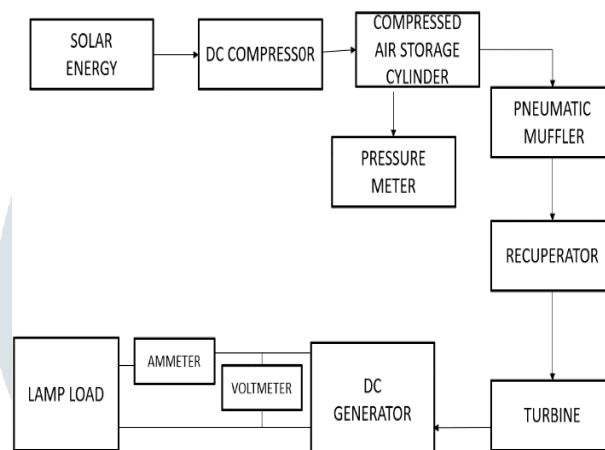 SOLAR
ENERGY
DC COMPRESSOR
COMPRESSED
AIR STORAGE
CYLINDER
PNEUMATIC
MUFFLER
PRESSURE
METER
RECUPERATOR
LAMP LOAD
AMMETER
VOLTMETER
DC
GENERATOR
TURBINE